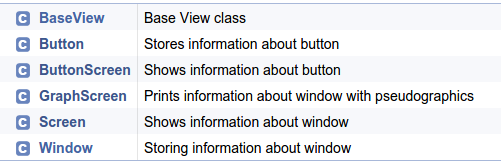 C BaseView Base View class
C Button Stores information about button
C ButtonScreen Shows information about button
C GraphScreen Prints information about window with pseudographics
C Screen Shows information about window
C Window Storing information about window